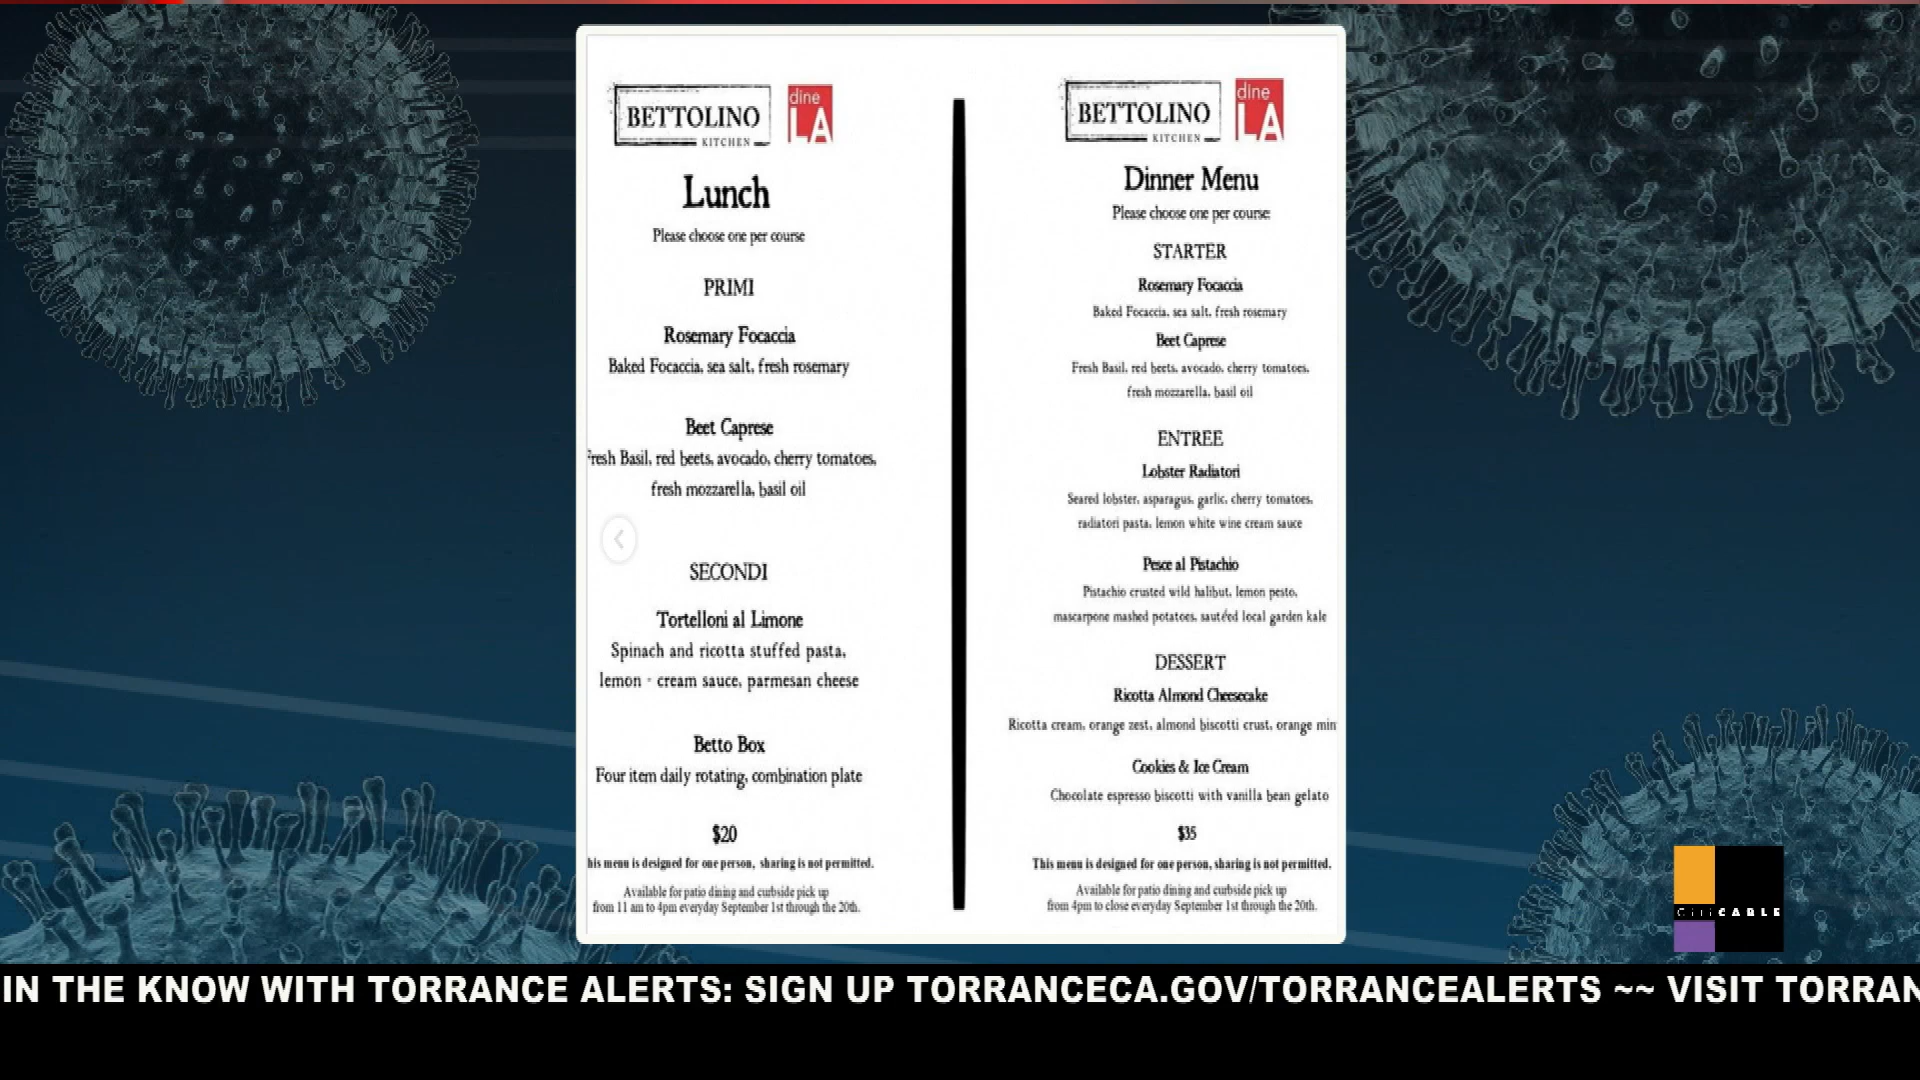 BETTOLINO
KITCHEN
dine
LA
Lunch
Please choose one per course
PRIMI
Rosemary Focaccia
Baked Focaccia, sea salt, fresh rosemary
Beet Caprese
Fresh Basil, red beets, avocado, cherry tomatoes,
fresh mozzarella, basil oil
SECONDI
Tortelloni al Limone
Spinach and ricotta stuffed pasta,
lemon - cream sauce, parmesan cheese
Betto Box
Four item daily rotating, combination plate
$20
his menu is designed for one person, sharing is not permitted.
Available for patio dining and curbside pick up
from 11 am to 4pm everyday September 1st through the 20th.
BETTOLINO
KITCHEN
dine
LA
Dinner Menu
Please choose one per course:
STARTER
Rosemary Focaccia
Baked Focaccia, sea salt, fresh rosemary
Beet Caprese
Fresh Basil, red beets, avocado, cherry tomatoes,
fresh mozzarella, basil oil
ENTREE
Lobster Radiatori
Seared lobster, asparagus, garlic, cherry tomatoes,
radiatori pasta, lemon white wine cream sauce
Pesce al Pistachio
Pistachio crusted wild halibut, lemon pesto,
mascarpone mashed potatoes, sautéed local garden kale
DESSERT
Ricotta Almond Cheesecake
Ricotta cream, orange zest, almond biscotti crust, orange min
Cookies & Ice Cream
Chocolate espresso biscotti with vanilla bean gelato
$35
This menu is designed for one person, sharing is not permitted.
Available for patio dining and curbside pick up
from 4pm to close everyday September 1st through the 20th.
CITICABLE
IN THE KNOW WITH TORRANCE ALERTS: SIGN UP TORRANCECA.GOV/TORRANCEALERTS ~~ VISIT TORRAN